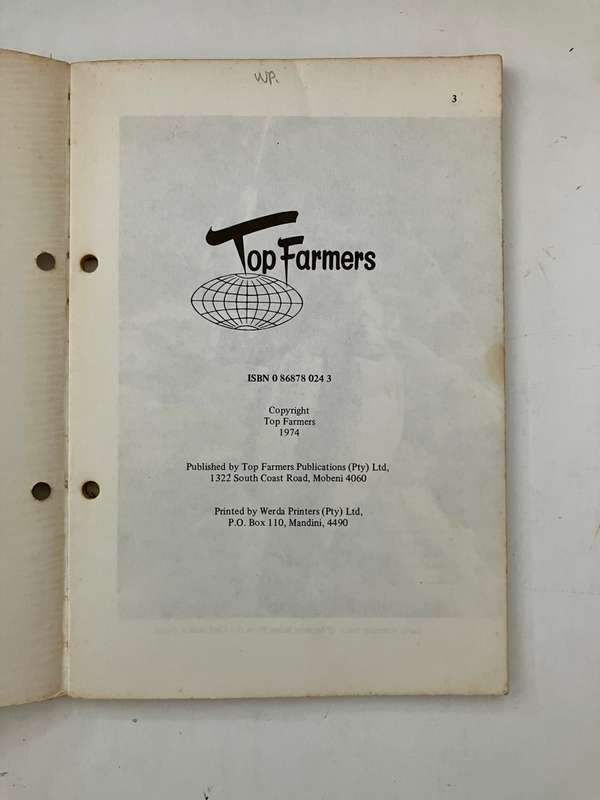 WP.
3
Top Farmers
ISBN 0 86878 024 3
Copyright
Top Farmers
1974
Published by Top Farmers Publications (Pty) Ltd,
1322 South Coast Road, Mobeni 4060
Printed by Werda Printers (Pty) Ltd,
P.O. Box 110, Mandini, 4490